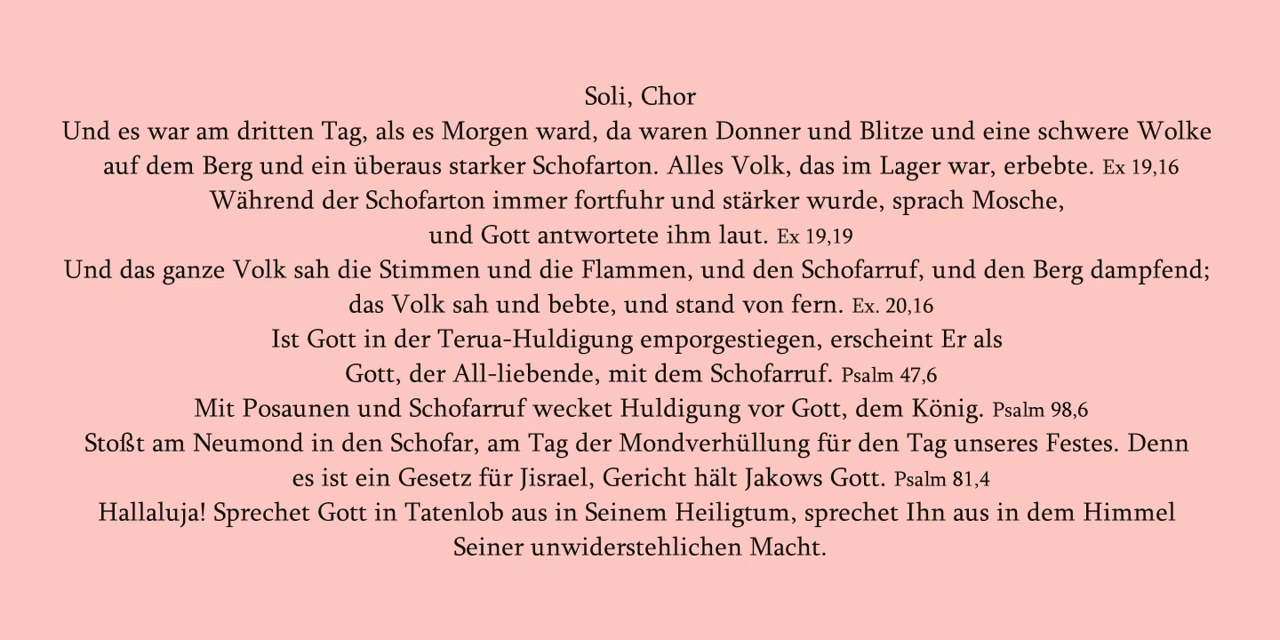 Soli, Chor
Und es war am dritten Tag, als es Morgen ward, da waren Donner und Blitze und eine schwere Wolke
auf dem Berg und ein überaus starker Schofarton. Alles Volk, das im Lager war, erbebte. Ex 19,16
Während der Schofarton immer fortfuhr und stärker wurde, sprach Mosche,
und Gott antwortete ihm laut. Ex 19,19
Und das ganze Volk sah die Stimmen und die Flammen, und den Schofarruf, und den Berg dampfend;
das Volk sah und bebte, und stand von fern. Ex. 20,16
Ist Gott in der Terua-Huldigung emporgestiegen, erscheint Er als
Gott, der All-liebende, mit dem Schofarruf. Psalm 47,6
Mit Posaunen und Schofarruf wecket Huldigung vor Gott, dem König. Psalm 98,6
Stoßt am Neumond in den Schofar, am Tag der Mondverhüllung für den Tag unseres Festes. Denn
es ist ein Gesetz für Jisrael, Gericht hält Jakows Gott. Psalm 81,4
Hallaluja! Sprechet Gott in Tatenlob aus in Seinem Heiligtum, sprechet Ihn aus in dem Himmel
Seiner unwiderstehlichen Macht.